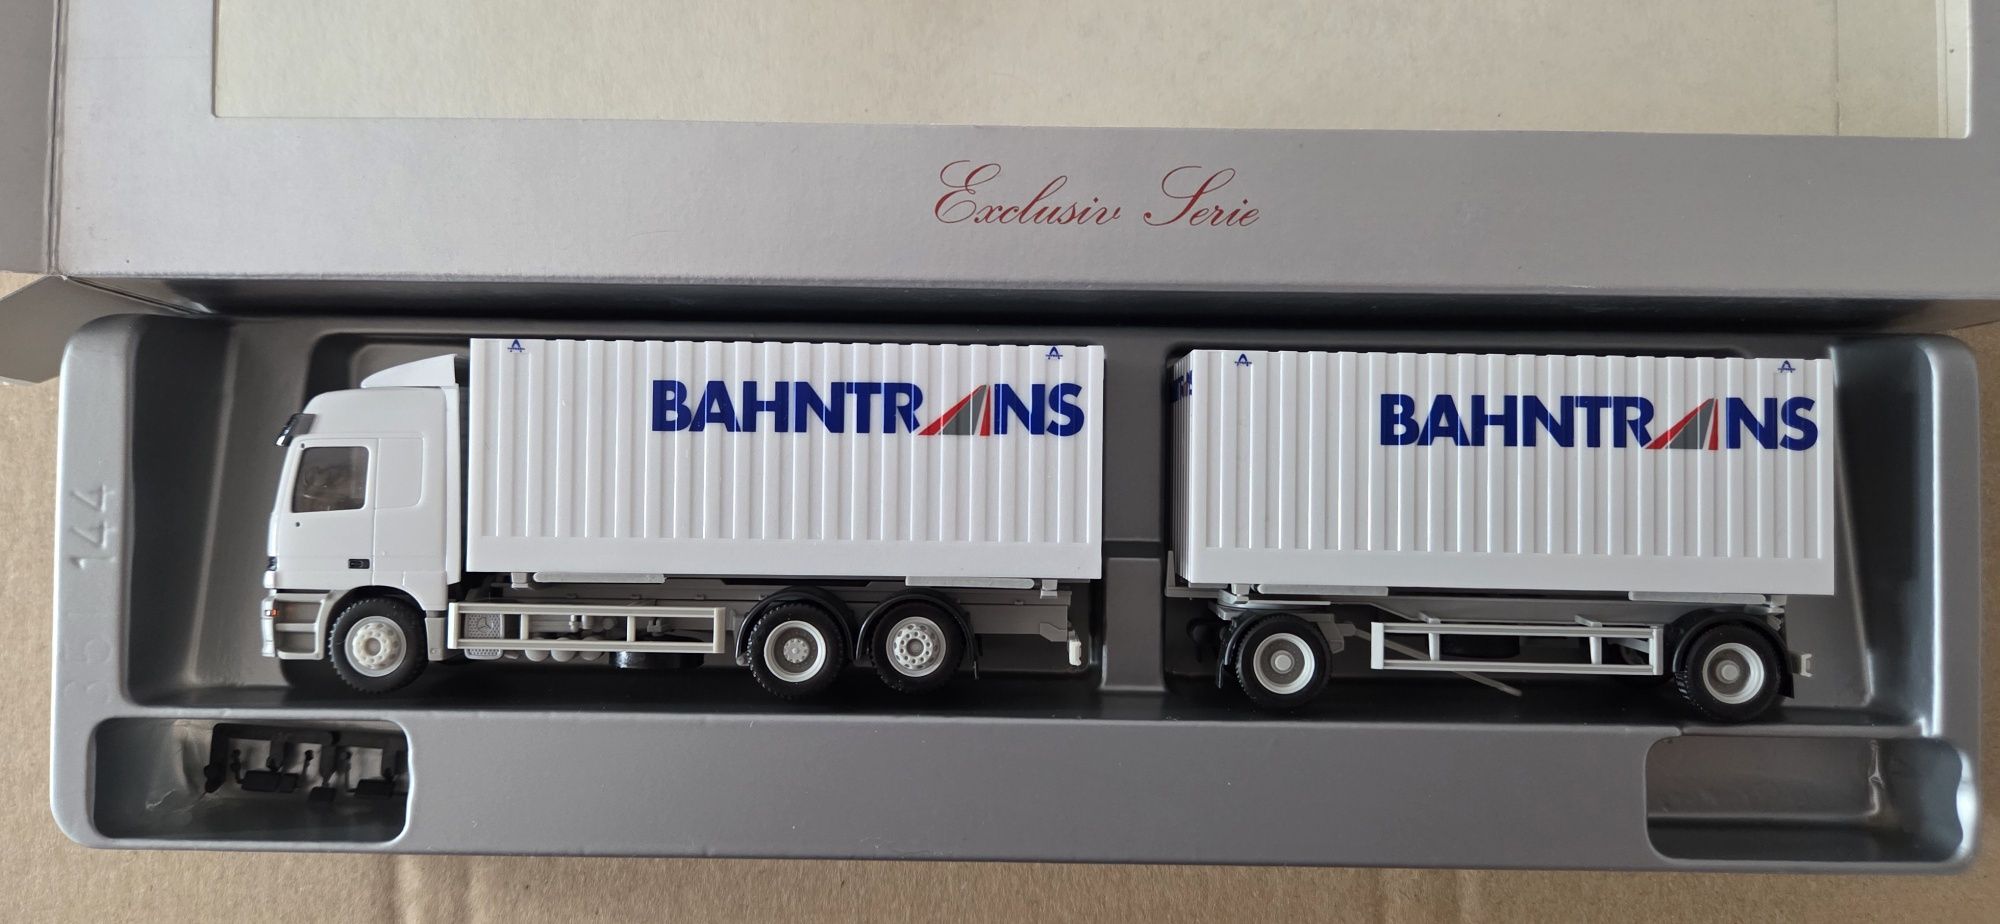 Exclusiv Serie
BAHNTRANS
BAHNTRANS
144